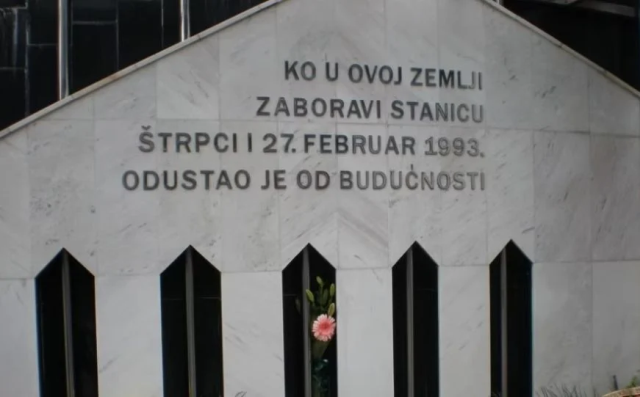 KO U OVOJ ZEMLJI
ZABORAVI STANICU
ŠTRPCI I 27. FEBRUAR 1993.
ODUSTAO JE OD BUDUĆNOSTI